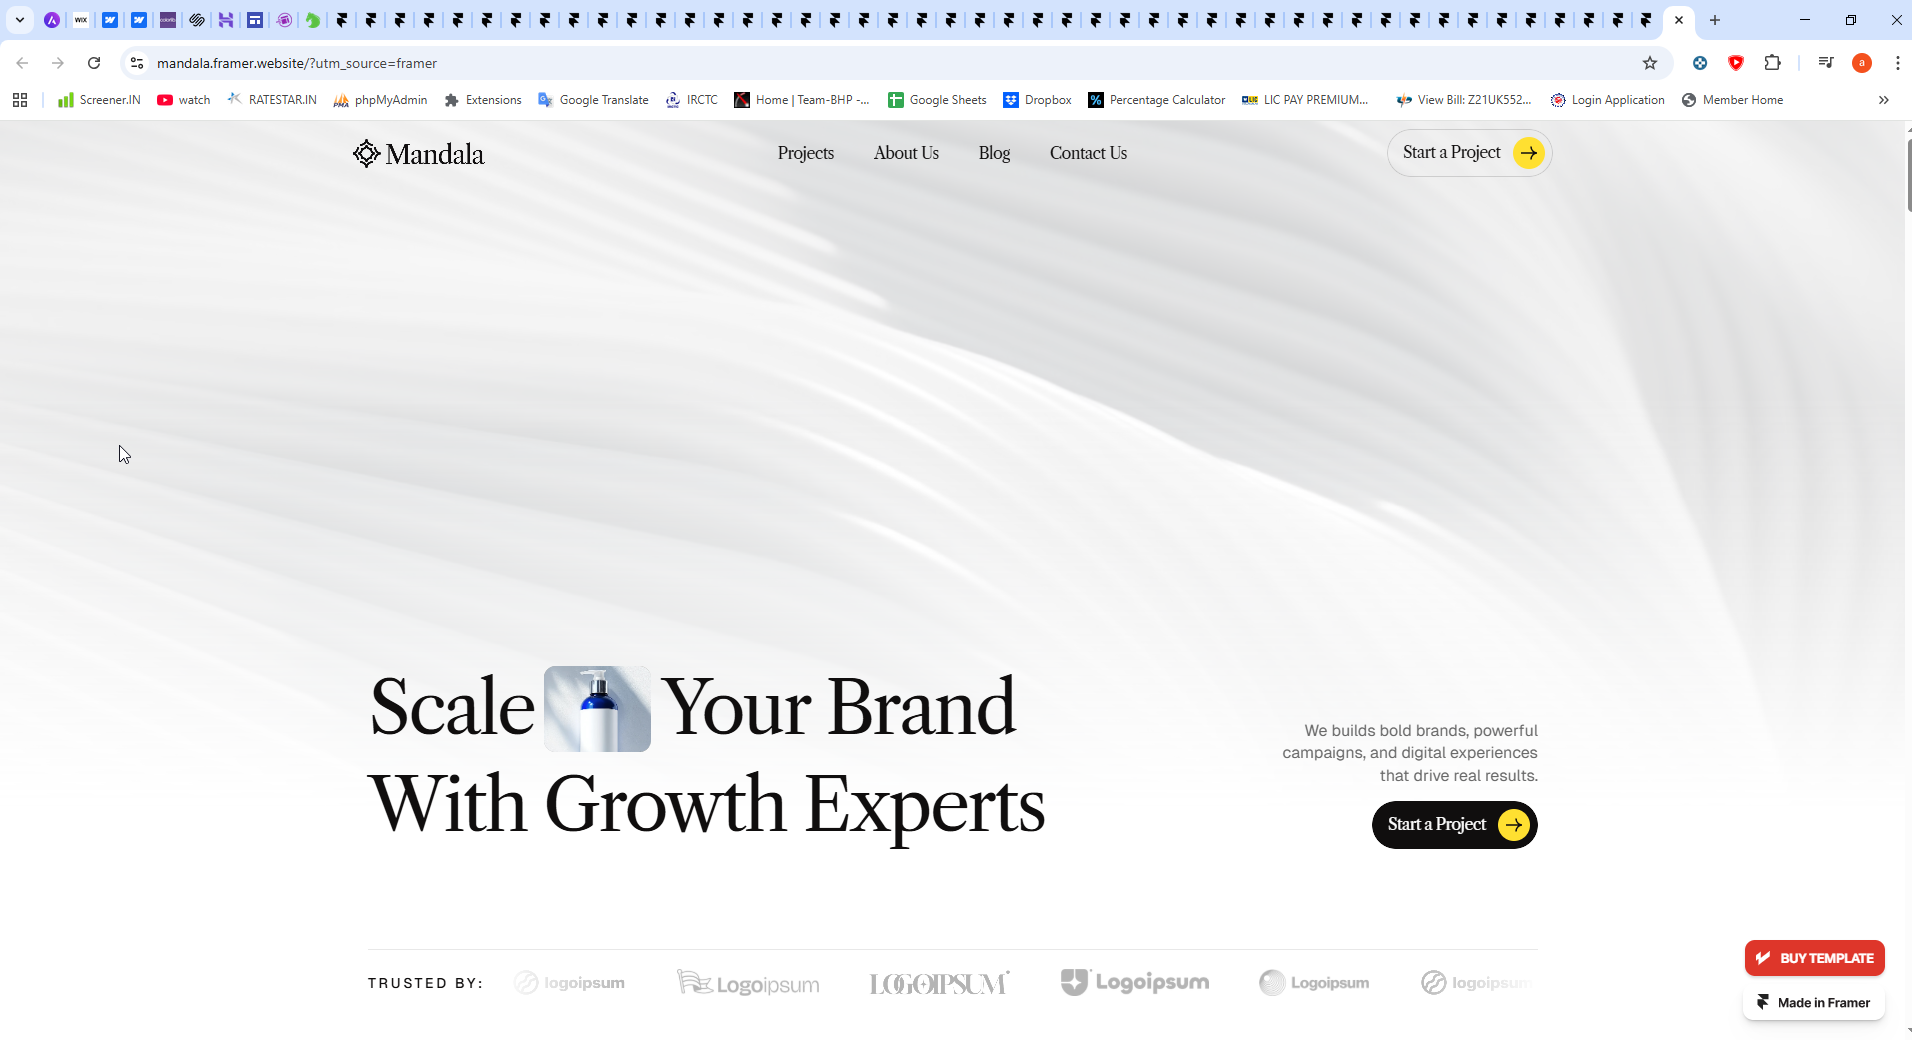 mandala.framer.website/?utm_source=framer
a
Screener.IN
watch
RATESTAR.IN
phpMyAdmin
Extensions
Google Translate
IRCTC
Home | Team-BHP -...
Google Sheets
Dropbox
Percentage Calculator
LIC PAY PREMIUM...
View Bill: Z21UK552...
Login Application
Member Home
Mandala
Projects
About Us
Blog
Contact Us
Start a Project
Scale Your Brand
With Growth Experts
We builds bold brands, powerful
campaigns, and digital experiences
that drive real results.
Start a Project
TRUSTED BY:
logoipsum
Logoipsum
LOGOIPSUM
Logoipsum
Logoipsum
logoipsum
BUY TEMPLATE
Made in Framer